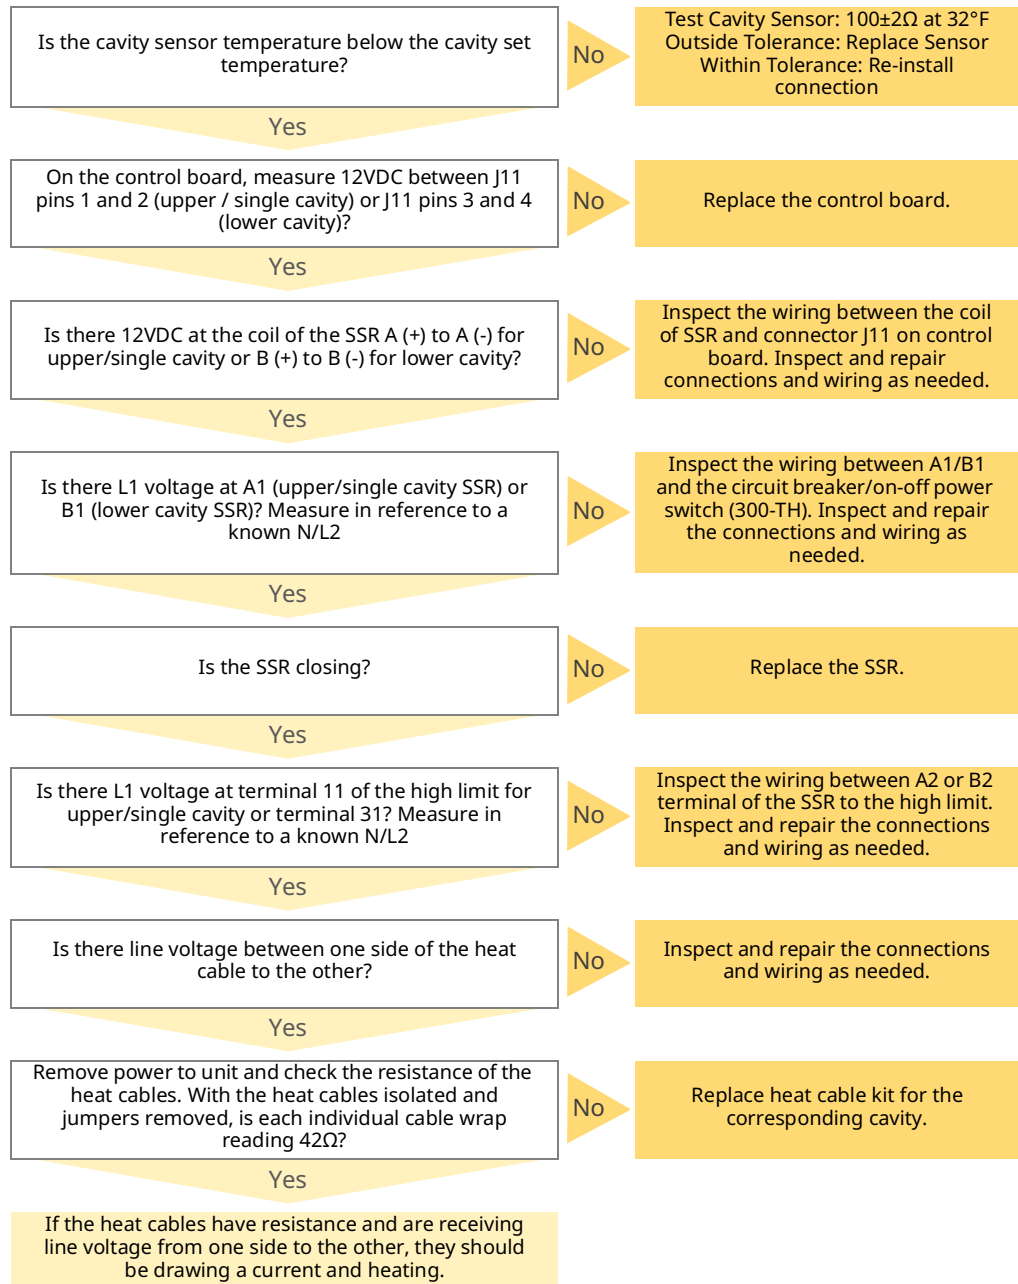 Is the cavity sensor temperature below the cavity set
temperature?
No
Test Cavity Sensor: 100±2Ω at 32°F
Outside Tolerance: Replace Sensor
Within Tolerance: Re-install
connection
Yes
On the control board, measure 12VDC between J11
pins 1 and 2 (upper / single cavity) or J11 pins 3 and 4
(lower cavity)?
No
Replace the control board.
Yes
Is there 12VDC at the coil of the SSR A (+) to A (-) for
upper/single cavity or B (+) to B (-) for lower cavity?
No
Inspect the wiring between the coil
of SSR and connector J11 on control
board. Inspect and repair
connections and wiring as needed.
Yes
Is there L1 voltage at A1 (upper/single cavity SSR) or
B1 (lower cavity SSR)? Measure in reference to a
known N/L2
No
Inspect the wiring between A1/B1
and the circuit breaker/on-off power
switch (300-TH). Inspect and repair
the connections and wiring as
needed.
Yes
Is the SSR closing?
No
Replace the SSR.
Yes
Is there L1 voltage at terminal 11 of the high limit for
upper/single cavity or terminal 31? Measure in
reference to a known N/L2
No
Inspect the wiring between A2 or B2
terminal of the SSR to the high limit.
Inspect and repair the connections
and wiring as needed.
Yes
Is there line voltage between one side of the heat
cable to the other?
No
Inspect and repair the connections
and wiring as needed.
Yes
Remove power to unit and check the resistance of the
heat cables. With the heat cables isolated and
jumpers removed, is each individual cable wrap
reading 42Ω?
No
Replace heat cable kit for the
corresponding cavity.
Yes
If the heat cables have resistance and are receiving
line voltage from one side to the other, they should
be drawing a current and heating.